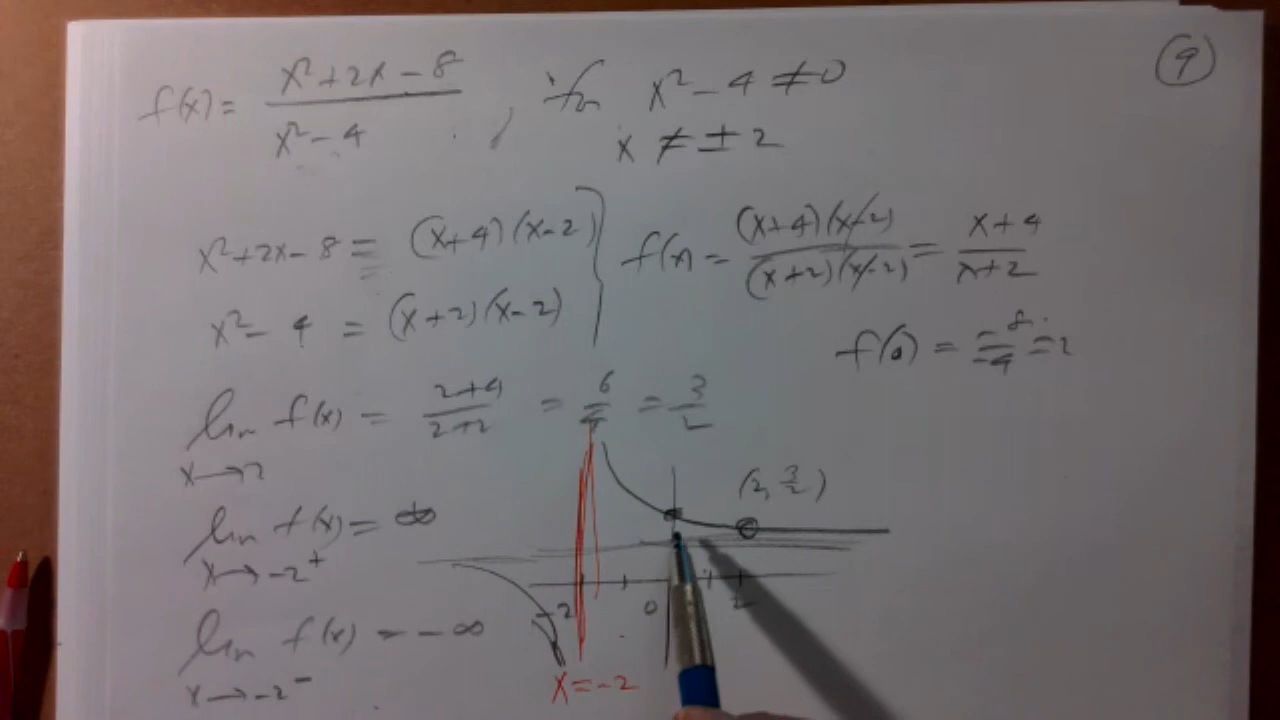 9
f(x) = (x²+2x-8)/(x²-4), for x²-4 ≠ 0
x ≠ ±2
x²+2x-8 = (x+4)(x-2)
f(x) = (x+4)(x-2)/(x+2)(x-2) = (x+4)/(x+2)
x²-4 = (x+2)(x-2)
f(0) = -8/-4 = 2
lim f(x) = (2+4)/(2+2) = 6/4 = 3/2
x→2
(2, 3/2)
lim f(x) = +∞
x→-2⁺
-2 0 2
lim f(x) = -∞
x→-2⁻
x=-2